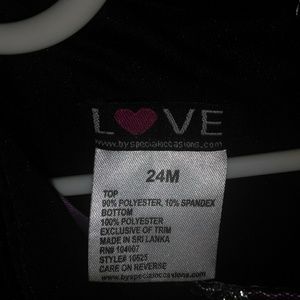 L♥VE
www.byspecialoccasions.com
24M
TOP
90% POLYESTER, 10% SPANDEX
BOTTOM
100% POLYESTER
EXCLUSIVE OF TRIM
MADE IN SRI LANKA
RN# 104007
STYLE# 10525
CARE ON REVERSE
www.byspecialoccasions.com